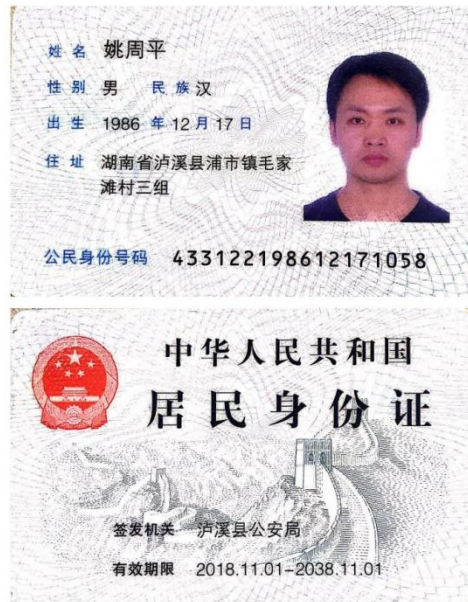 姓名 姚周平
性别 男 民族 汉
出生 1986 年 12 月 17 日
住址 湖南省泸溪县浦市镇毛家
滩村三组
公民身份号码 433122198612171058
中华人民共和国
居民身份证
签发机关 泸溪县公安局
有效期限 2018.11.01-2038.11.01